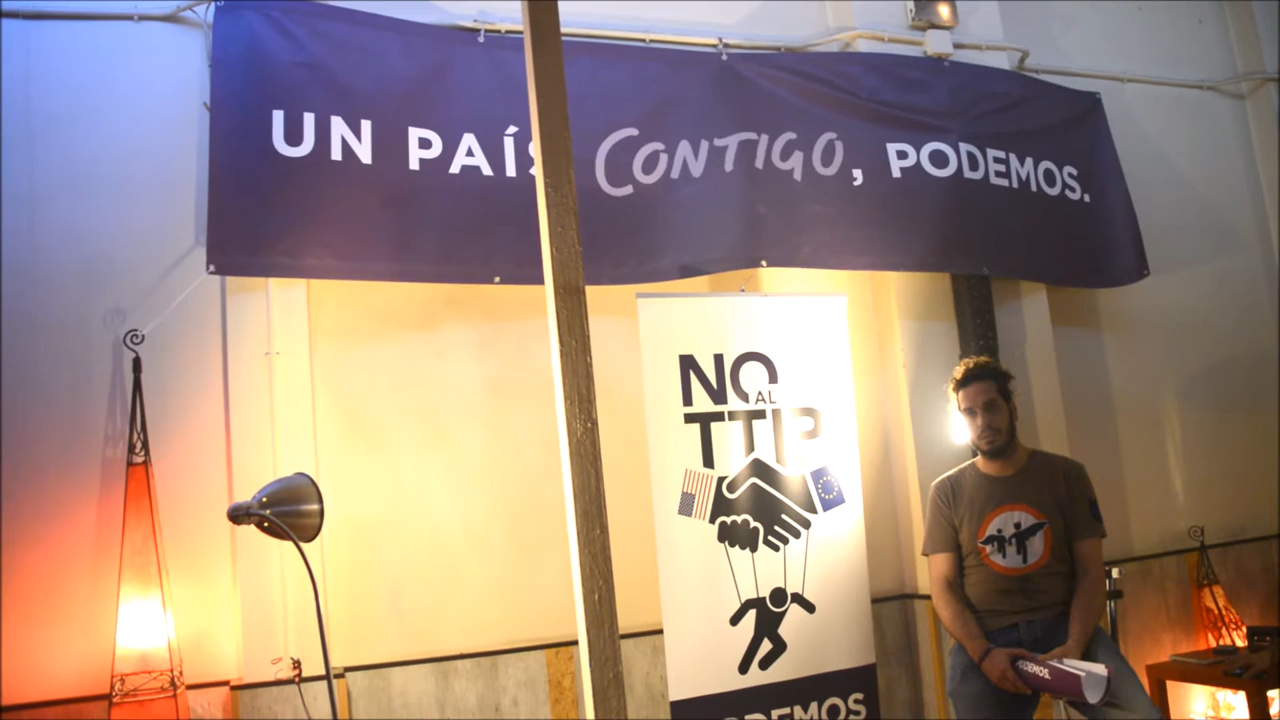 UN PAÍS CONTIGO, PODEMOS.
NO
AL
TTIP
PODEMOS
PODEMOS.